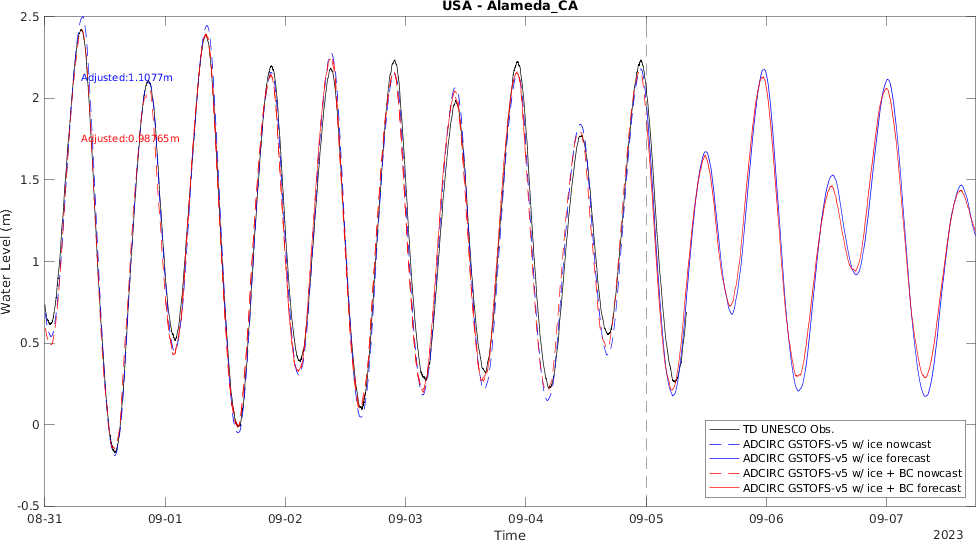 USA - Alameda_CA
2.5
2
1.5
1
0.5
0
-0.5
Water Level (m)
Adjusted:1.1077m
Adjusted:0.98765m
TD UNESCO Obs.
ADCIRC GSTOFS-v5 w/ ice nowcast
ADCIRC GSTOFS-v5 w/ ice forecast
ADCIRC GSTOFS-v5 w/ ice + BC nowcast
ADCIRC GSTOFS-v5 w/ ice + BC forecast
08-31 09-01 09-02 09-03 09-04 09-05 09-06 09-07
Time
2023